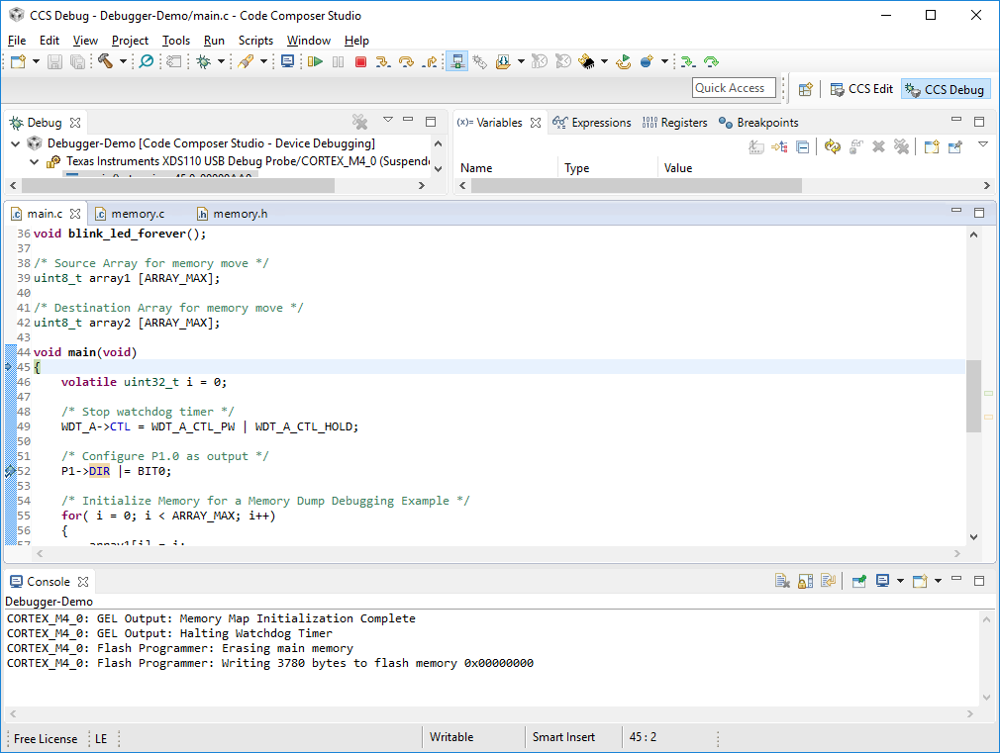 CCS Debug - Debugger-Demo/main.c - Code Composer Studio
File Edit View Project Tools Run Scripts Window Help
Quick Access CCS Edit CCS Debug
Debug
Debugger-Demo [Code Composer Studio - Device Debugging]
Texas Instruments XDS110 USB Debug Probe/CORTEX_M4_0 (Suspende
(x)= Variables Expressions Registers Breakpoints
Name Type Value
main.c memory.c memory.h
36 void blink_led_forever();
37
38 /* Source Array for memory move */
39 uint8_t array1 [ARRAY_MAX];
40
41 /* Destination Array for memory move */
42 uint8_t array2 [ARRAY_MAX];
43
44 void main(void)
45 {
46 volatile uint32_t i = 0;
47
48 /* Stop watchdog timer */
49 WDT_A->CTL = WDT_A_CTL_PW | WDT_A_CTL_HOLD;
50
51 /* Configure P1.0 as output */
52 P1->DIR |= BIT0;
53
54 /* Initialize Memory for a Memory Dump Debugging Example */
55 for( i = 0; i < ARRAY_MAX; i++)
56 {
57 array1[i] = i;
Console
Debugger-Demo
CORTEX_M4_0: GEL Output: Memory Map Initialization Complete
CORTEX_M4_0: GEL Output: Halting Watchdog Timer
CORTEX_M4_0: Flash Programmer: Erasing main memory
CORTEX_M4_0: Flash Programmer: Writing 3780 bytes to flash memory 0x00000000
Free License LE Writable Smart Insert 45 : 2